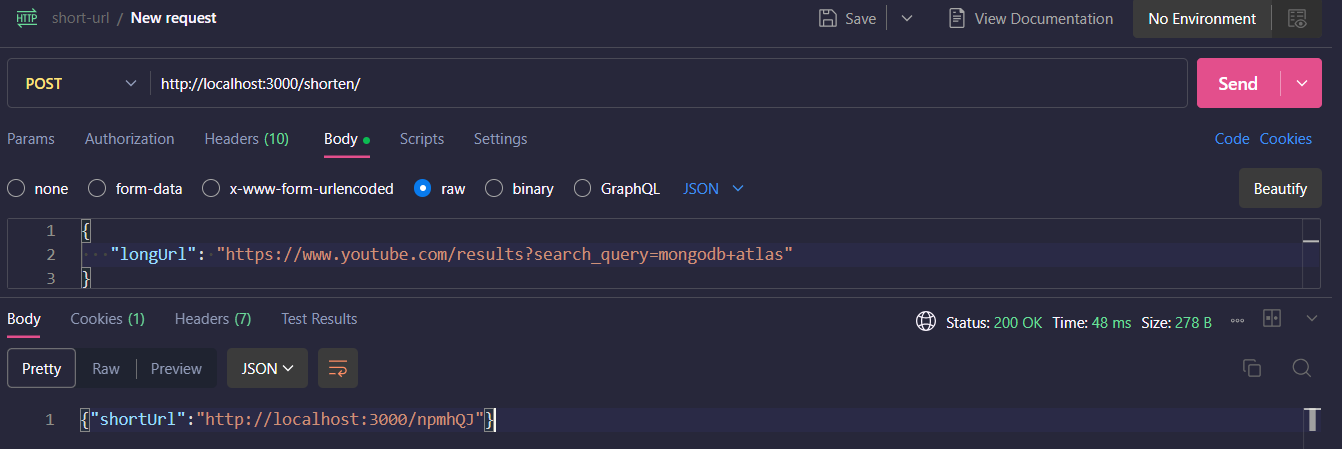 HTTP short-url / New request Save View Documentation No Environment
POST http://localhost:3000/shorten/ Send
Params Authorization Headers (10) Body Scripts Settings Code Cookies
none form-data x-www-form-urlencoded raw binary GraphQL JSON Beautify
1 {
2 "longUrl": "https://www.youtube.com/results?search_query=mongodb+atlas"
3 }
Body Cookies (1) Headers (7) Test Results Status: 200 OK Time: 48 ms Size: 278 B
Pretty Raw Preview JSON
1 {"shortUrl":"http://localhost:3000/npmhQJ"}